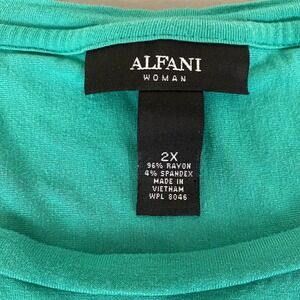 ALFANI
WOMAN
2X
96% RAYON
4% SPANDEX
MADE IN
VIETNAM
WPL 8046